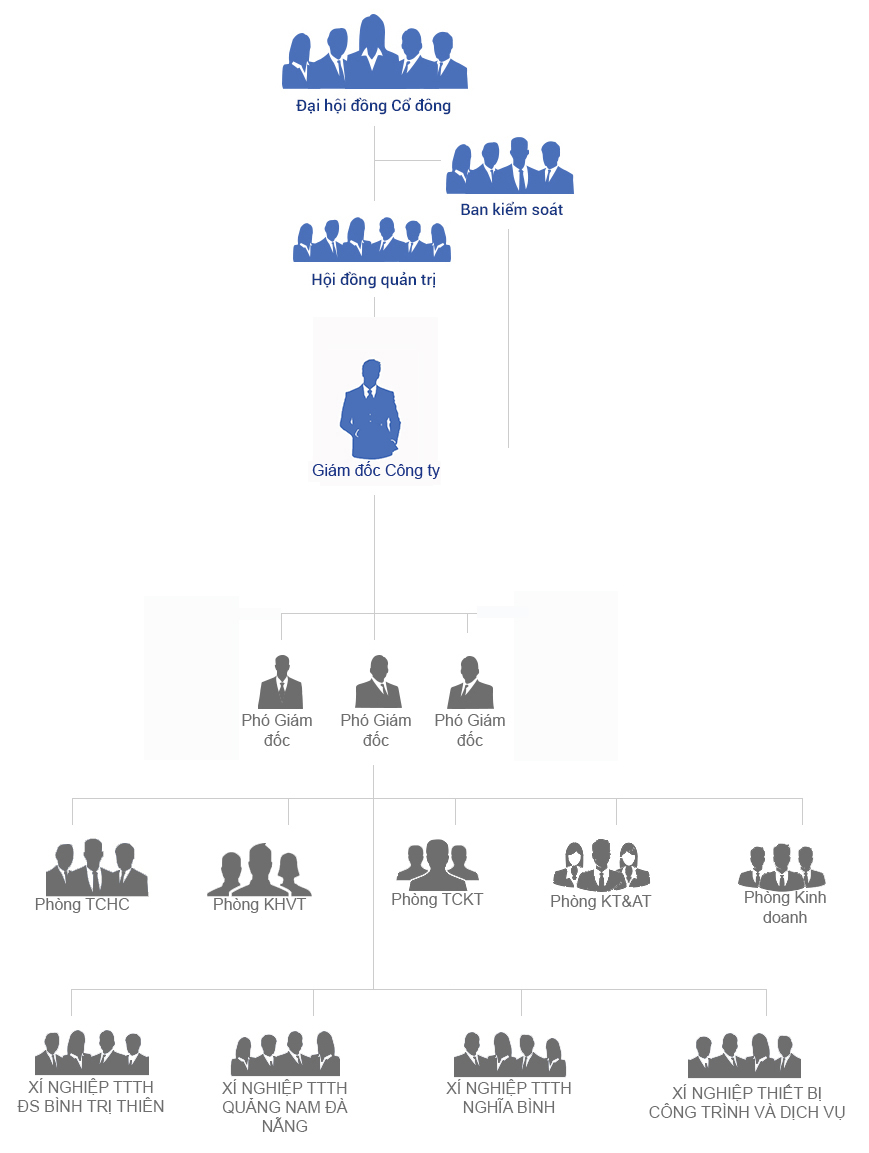 Đại hội đồng Cổ đông
Ban kiểm soát
Hội đồng quản trị
Giám đốc Công ty
Phó Giám
đốc
Phó Giám
đốc
Phó Giám
đốc
Phòng TCHC
Phòng KHVT
Phòng TCKT
Phòng KT&AT
Phòng Kinh
doanh
XÍ NGHIỆP TTTH
ĐS BÌNH TRỊ THIÊN
XÍ NGHIỆP TTTH
QUẢNG NAM ĐÀ
NẴNG
XÍ NGHIỆP TTTH
NGHĨA BÌNH
XÍ NGHIỆP THIẾT BỊ
CÔNG TRÌNH VÀ DỊCH VỤ